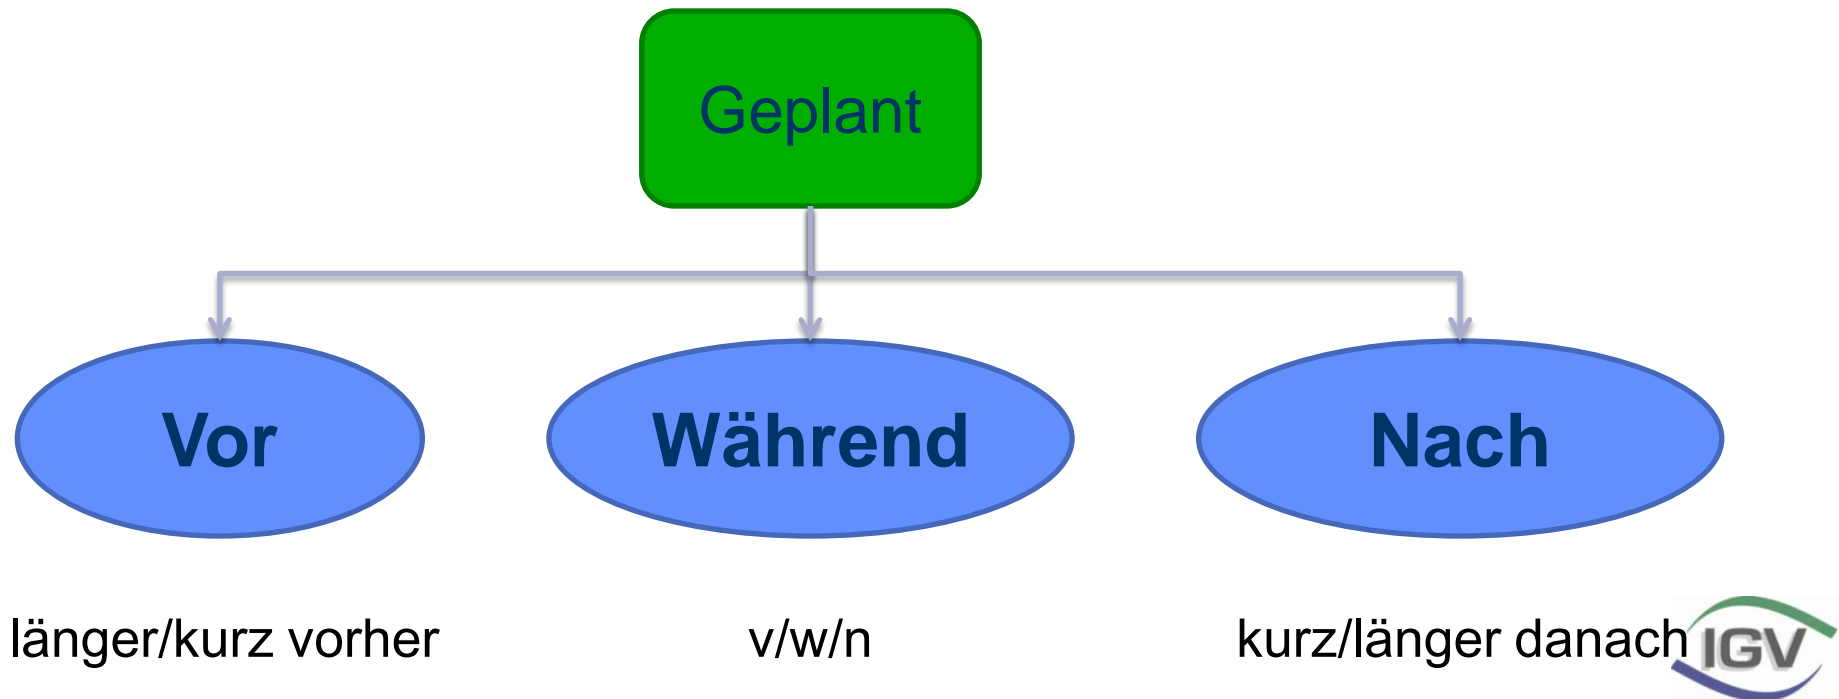 Geplant
Vor
Während
Nach
länger/kurz vorher
v/w/n
kurz/länger danach
IGV